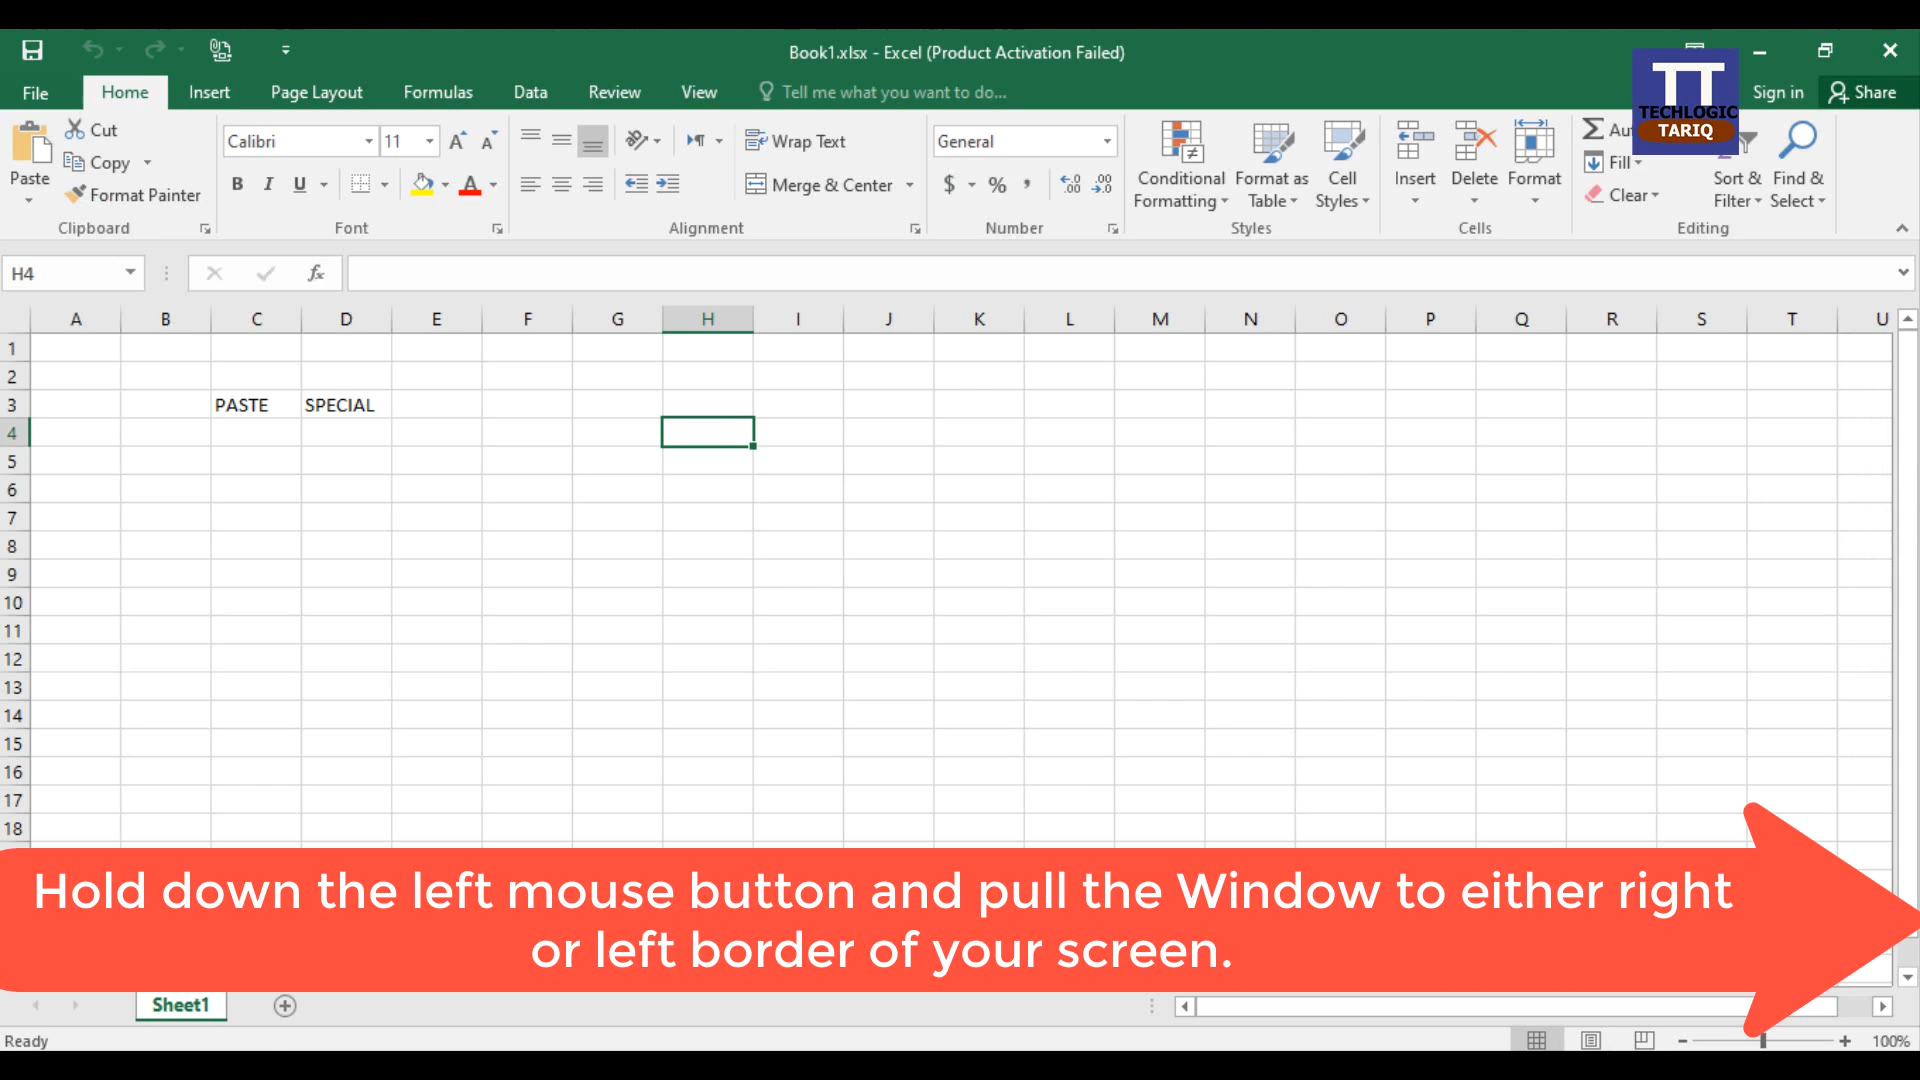 Book1.xlsx - Excel (Product Activation Failed)
File Home Insert Page Layout Formulas Data Review View Tell me what you want to do... Sign in Share
TT
TECHLOGIC
TARIQ
Paste
Cut
Copy
Format Painter
Clipboard
Calibri 11
B I U
Font
Wrap Text
Merge & Center
Alignment
General
$ % ,
Number
Conditional Formatting
Format as Table
Cell Styles
Styles
Insert Delete Format
Cells
Fill
Clear
Sort & Filter
Find & Select
Editing
H4 fx
A B C D E F G H I J K L M N O P Q R S T U
1
2
3 PASTE SPECIAL
4
5
6
7
8
9
10
11
12
13
14
15
16
17
18
Hold down the left mouse button and pull the Window to either right
or left border of your screen.
Sheet1
Ready 100%